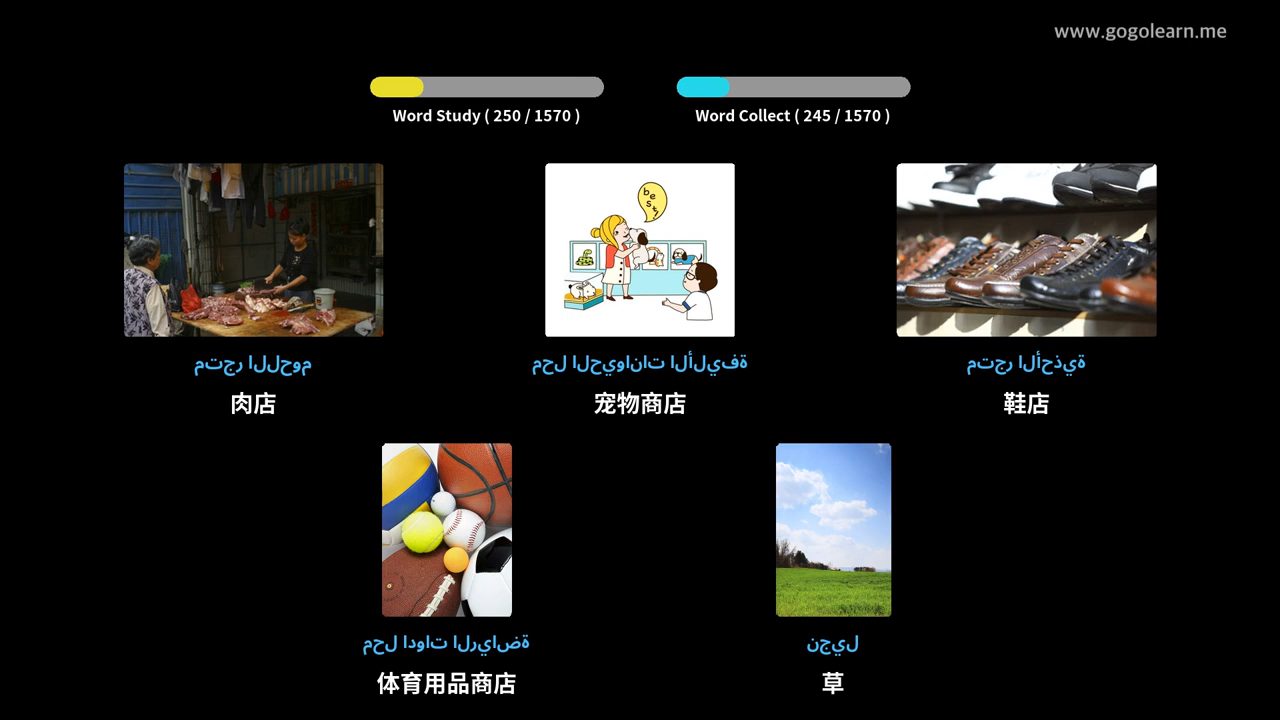 www.gogolearn.me
Word Study ( 250 / 1570 )
Word Collect ( 245 / 1570 )
best!
متجر اللحوم
肉店
محل الحيوانات الأليفة
宠物商店
متجر الأحذية
鞋店
محل ادوات الرياضة
体育用品商店
نجيل
草